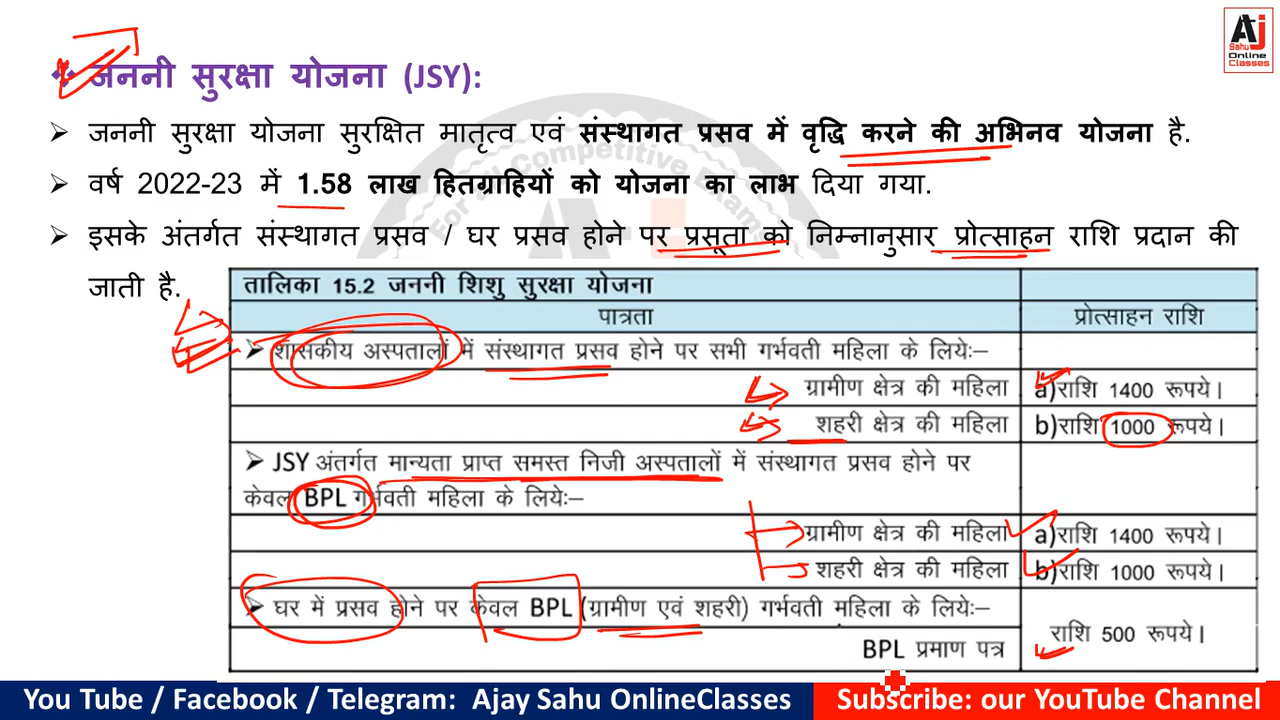 Aj
Sahu
Online
Classes
❖ जननी सुरक्षा योजना (JSY):
➢ जननी सुरक्षा योजना सुरक्षित मातृत्व एवं संस्थागत प्रसव में वृद्धि करने की अभिनव योजना है.
➢ वर्ष 2022-23 में 1.58 लाख हितग्राहियों को योजना का लाभ दिया गया.
➢ इसके अंतर्गत संस्थागत प्रसव / घर प्रसव होने पर प्रसूता को निम्नानुसार प्रोत्साहन राशि प्रदान की
जाती है.
तालिका 15.2 जननी शिशु सुरक्षा योजना
पात्रता प्रोत्साहन राशि
➢ शासकीय अस्पतालों में संस्थागत प्रसव होने पर सभी गर्भवती महिला के लिये:–
ग्रामीण क्षेत्र की महिला a)राशि 1400 रूपये।
शहरी क्षेत्र की महिला b)राशि 1000 रूपये।
➢ JSY अंतर्गत मान्यता प्राप्त समस्त निजी अस्पतालों में संस्थागत प्रसव होने पर
केवल BPL गर्भवती महिला के लिये:–
ग्रामीण क्षेत्र की महिला a)राशि 1400 रूपये।
शहरी क्षेत्र की महिला b)राशि 1000 रूपये।
➢ घर में प्रसव होने पर केवल BPL (ग्रामीण एवं शहरी) गर्भवती महिला के लिये:–
राशि 500 रूपये।
BPL प्रमाण पत्र
You Tube / Facebook / Telegram: Ajay Sahu OnlineClasses
Subscribe: our YouTube Channel